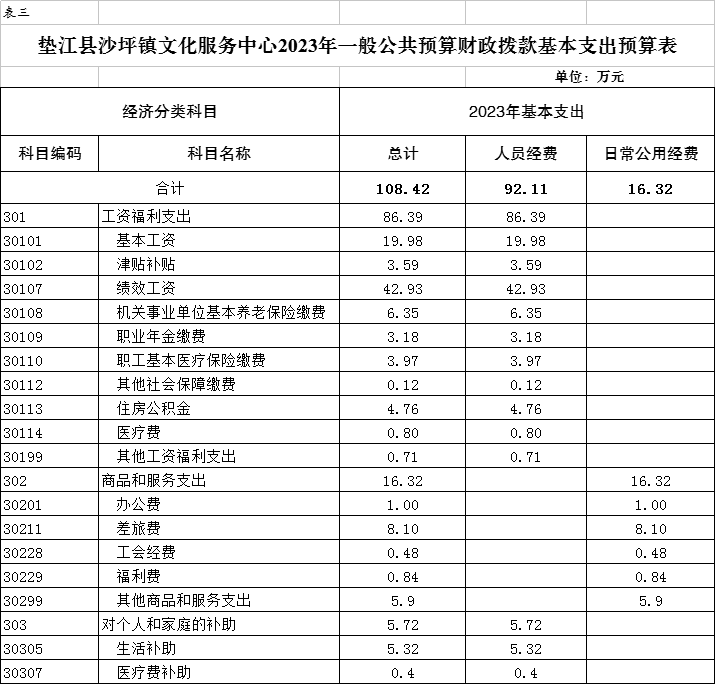 表三
垫江县沙坪镇文化服务中心2023年一般公共预算财政拨款基本支出预算表
单位：万元
经济分类科目 2023年基本支出
科目编码 科目名称 总计 人员经费 日常公用经费
合计 108.42 92.11 16.32
301 工资福利支出 86.39 86.39
30101 基本工资 19.98 19.98
30102 津贴补贴 3.59 3.59
30107 绩效工资 42.93 42.93
30108 机关事业单位基本养老保险缴费 6.35 6.35
30109 职业年金缴费 3.18 3.18
30110 职工基本医疗保险缴费 3.97 3.97
30112 其他社会保障缴费 0.12 0.12
30113 住房公积金 4.76 4.76
30114 医疗费 0.80 0.80
30199 其他工资福利支出 0.71 0.71
302 商品和服务支出 16.32 16.32
30201 办公费 1.00 1.00
30211 差旅费 8.10 8.10
30228 工会经费 0.48 0.48
30229 福利费 0.84 0.84
30299 其他商品和服务支出 5.9 5.9
303 对个人和家庭的补助 5.72 5.72
30305 生活补助 5.32 5.32
30307 医疗费补助 0.4 0.4